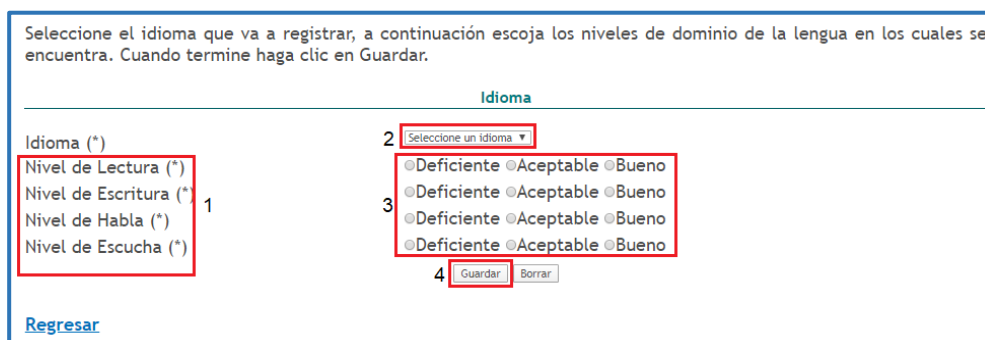 Seleccione el idioma que va a registrar, a continuación escoja los niveles de dominio de la lengua en los cuales se
encuentra. Cuando termine haga clic en Guardar.
Idioma
Idioma (*) 2 Seleccione un idioma ▼
Nivel de Lectura (*) Deficiente Aceptable Bueno
Nivel de Escritura (*) Deficiente Aceptable Bueno
1 3
Nivel de Habla (*) Deficiente Aceptable Bueno
Nivel de Escucha (*) Deficiente Aceptable Bueno
4 Guardar Borrar
Regresar